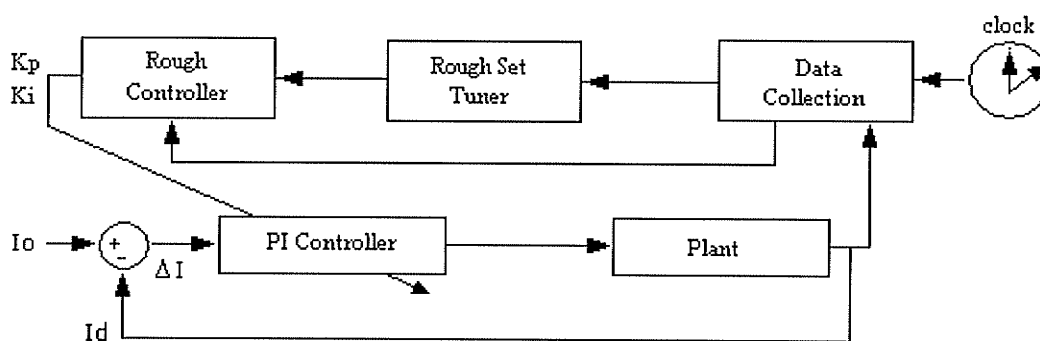 clock
Kp
Ki
Rough
Controller
Rough Set
Tuner
Data
Collection
Io
+
-
ΔI
PI Controller
Plant
Id